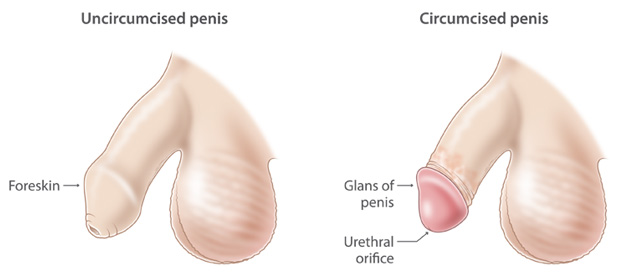 Uncircumcised penis
Circumcised penis
Foreskin
Glans of
penis
Urethral
orifice